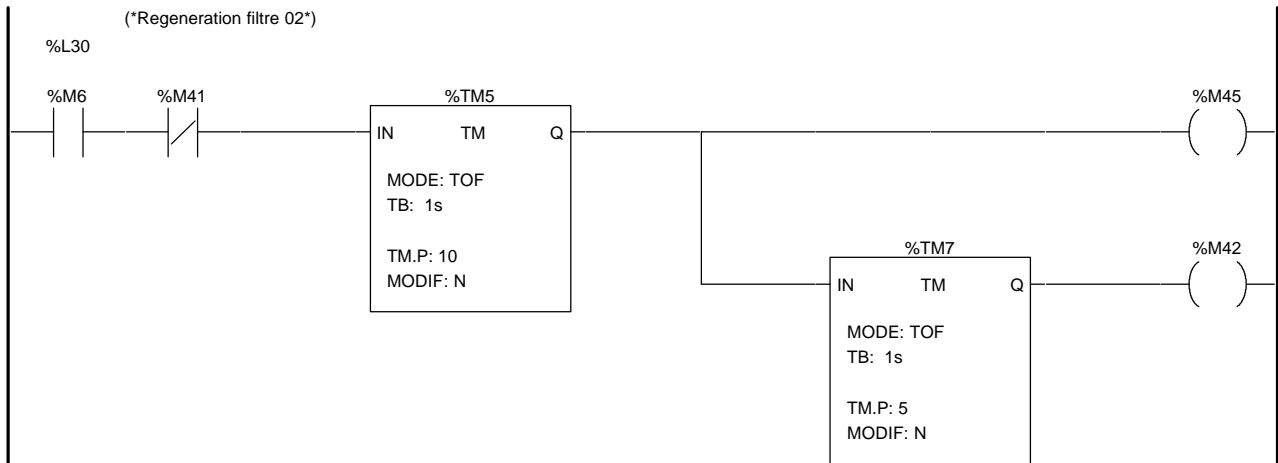 (*Regeneration filtre 02*)
%L30
%M6 %M41 %TM5 %M45
IN TM Q
MODE: TOF
TB: 1s
TM.P: 10
MODIF: N
%TM7 %M42
IN TM Q
MODE: TOF
TB: 1s
TM.P: 5
MODIF: N